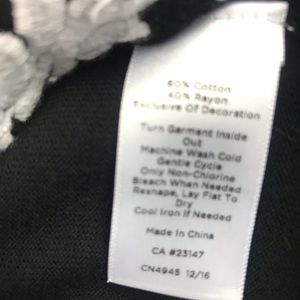 60% Cotton
40% Rayon
Exclusive Of Decoration
Turn Garment Inside
Out
Machine Wash Cold
Gentle Cycle
Only Non-Chlorine
Bleach When Needed
Reshape, Lay Flat To
Dry
Cool Iron If Needed
Made In China
CA #23147
CN4945 12/16